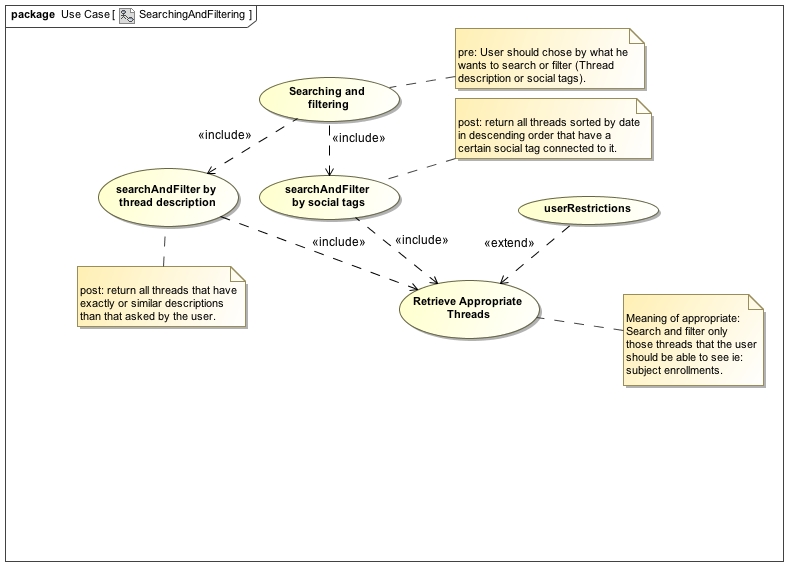 package Use Case [ SearchingAndFiltering ]
pre: User should chose by what he
wants to search or filter (Thread
description or social tags).
Searching and
filtering
post: return all threads sorted by date
in descending order that have a
certain social tag connected to it.
«include»
«include»
searchAndFilter by
thread description
searchAndFilter
by social tags
userRestrictions
«include»
«include»
«extend»
post: return all threads that have
exactly or similar descriptions
than that asked by the user.
Retrieve Appropriate
Threads
Meaning of appropriate:
Search and filter only
those threads that the user
should be able to see ie:
subject enrollments.